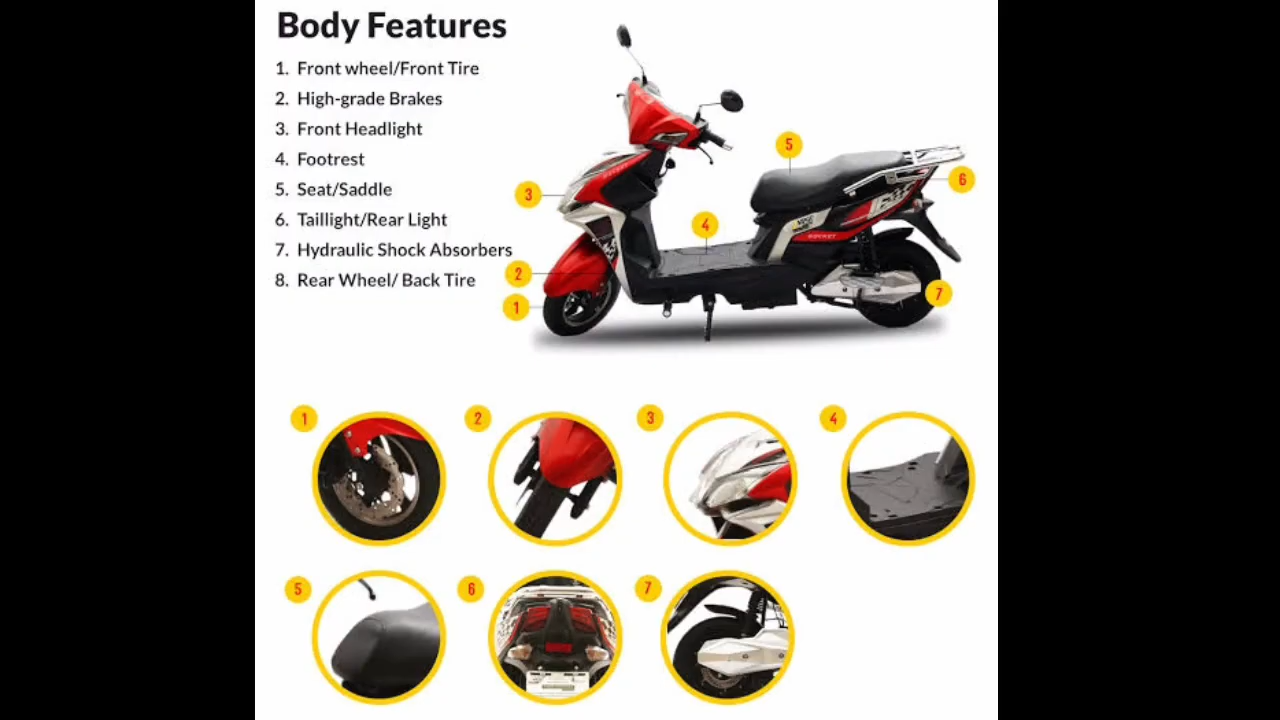 Body Features
1. Front wheel/Front Tire
2. High-grade Brakes
3. Front Headlight
4. Footrest
5. Seat/Saddle
6. Taillight/Rear Light
7. Hydraulic Shock Absorbers
8. Rear Wheel/ Back Tire
5
3
6
4
2
7
1
ROCKET
1
2
3
4
5
6
7